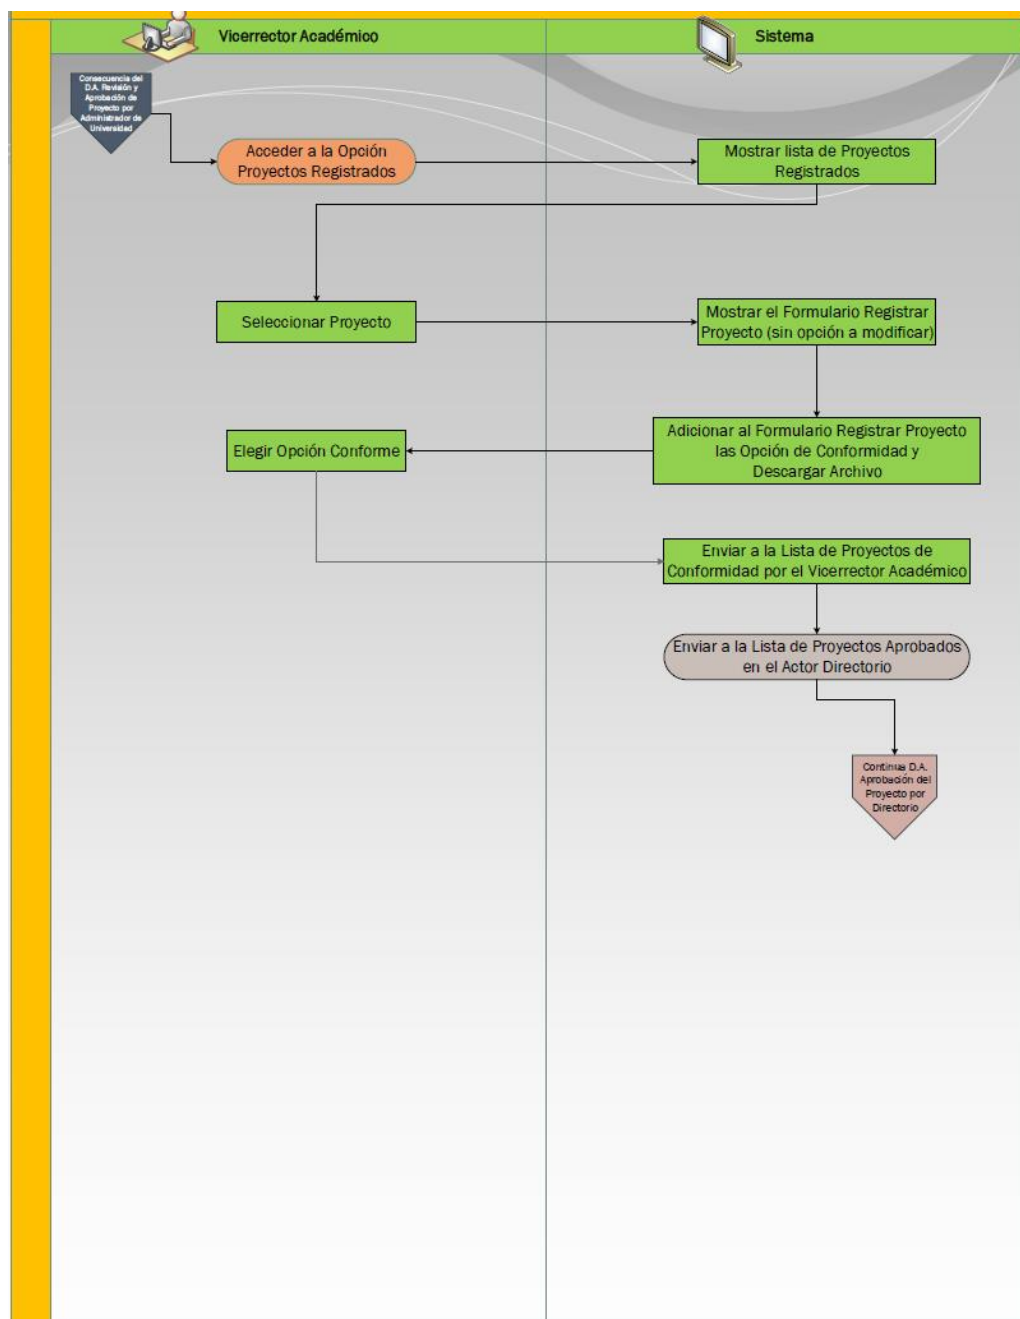 Vicerrector Académico
Sistema
Consecuencia del
D.A. Revisión y
Aprobación de
Proyecto por
Administrador de
Universidad
Acceder a la Opción
Proyectos Registrados
Mostrar lista de Proyectos
Registrados
Seleccionar Proyecto
Mostrar el Formulario Registrar
Proyecto (sin opción a modificar)
Adicionar al Formulario Registrar Proyecto
las Opción de Conformidad y
Descargar Archivo
Elegir Opción Conforme
Enviar a la Lista de Proyectos de
Conformidad por el Vicerrector Académico
Enviar a la Lista de Proyectos Aprobados
en el Actor Directorio
Continua D.A.
Aprobación del
Proyecto por
Directorio